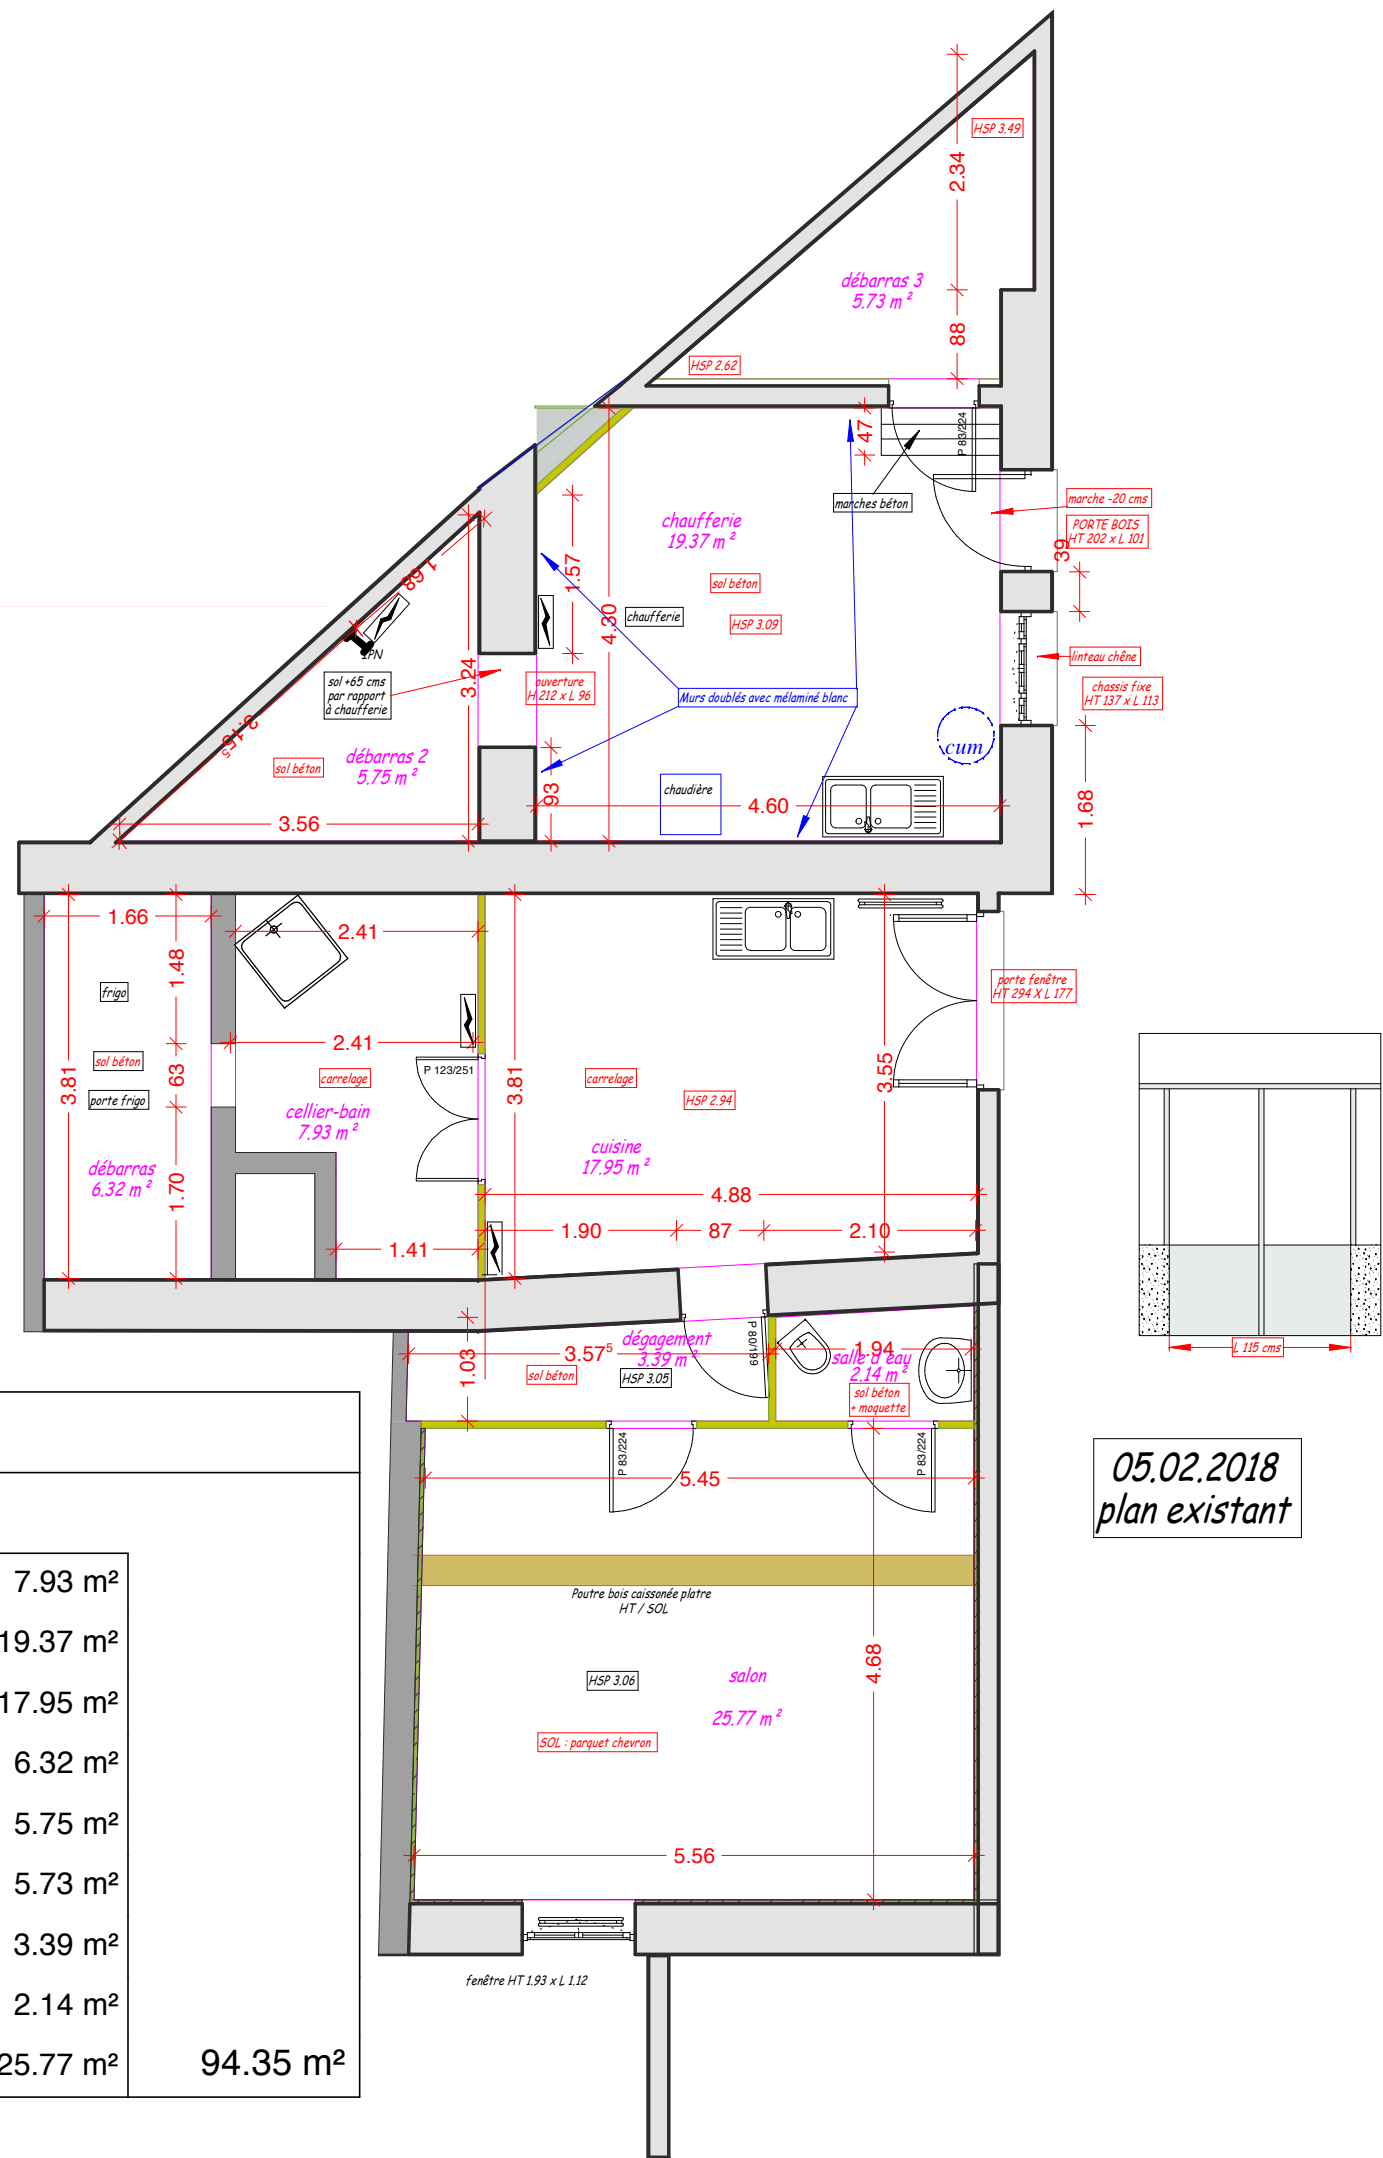 HSP 3.49
2.34
débarras 3
5.73 m²
88
HSP 2.62
47
P 83/224
marches béton
marche -20 cms
PORTE BOIS
HT 202 x L 101
39
chaufferie
19.37 m²
sol béton
HSP 3.09
chaufferie
1.57
4.30
1.68
IPN
sol +65 cms
par rapport
à chaufferie
3.24
ouverture
H 212 x L 96
Murs doublés avec mélaminé blanc
linteau chêne
chassis fixe
HT 137 x L 113
3.15⁵
débarras 2
5.75 m²
sol béton
cum
chaudière
93
4.60
1.68
3.56
1.66
2.41
1.48
frigo
porte fenêtre
HT 294 X L 177
2.41
sol béton
63
3.81
porte frigo
carrelage
P 123/251
3.81
carrelage
3.55
HSP 2.94
cellier-bain
7.93 m²
cuisine
17.95 m²
débarras
6.32 m²
1.70
4.88
1.90
87
2.10
1.41
L 115 cms
1.03
3.57⁵
dégagement
3.39 m²
P 80/199
sol béton
HSP 3.05
1.94
salle d'eau
2.14 m²
sol béton
+ moquette
P 83/224
P 83/224
5.45
05.02.2018
plan existant
Poutre bois caissonée platre
HT / SOL
4.68
HSP 3.06
salon
25.77 m²
SOL : parquet chevron
5.56
fenêtre HT 1.93 x L 1.12
7.93 m²
19.37 m²
17.95 m²
6.32 m²
5.75 m²
5.73 m²
3.39 m²
2.14 m²
25.77 m² 94.35 m²